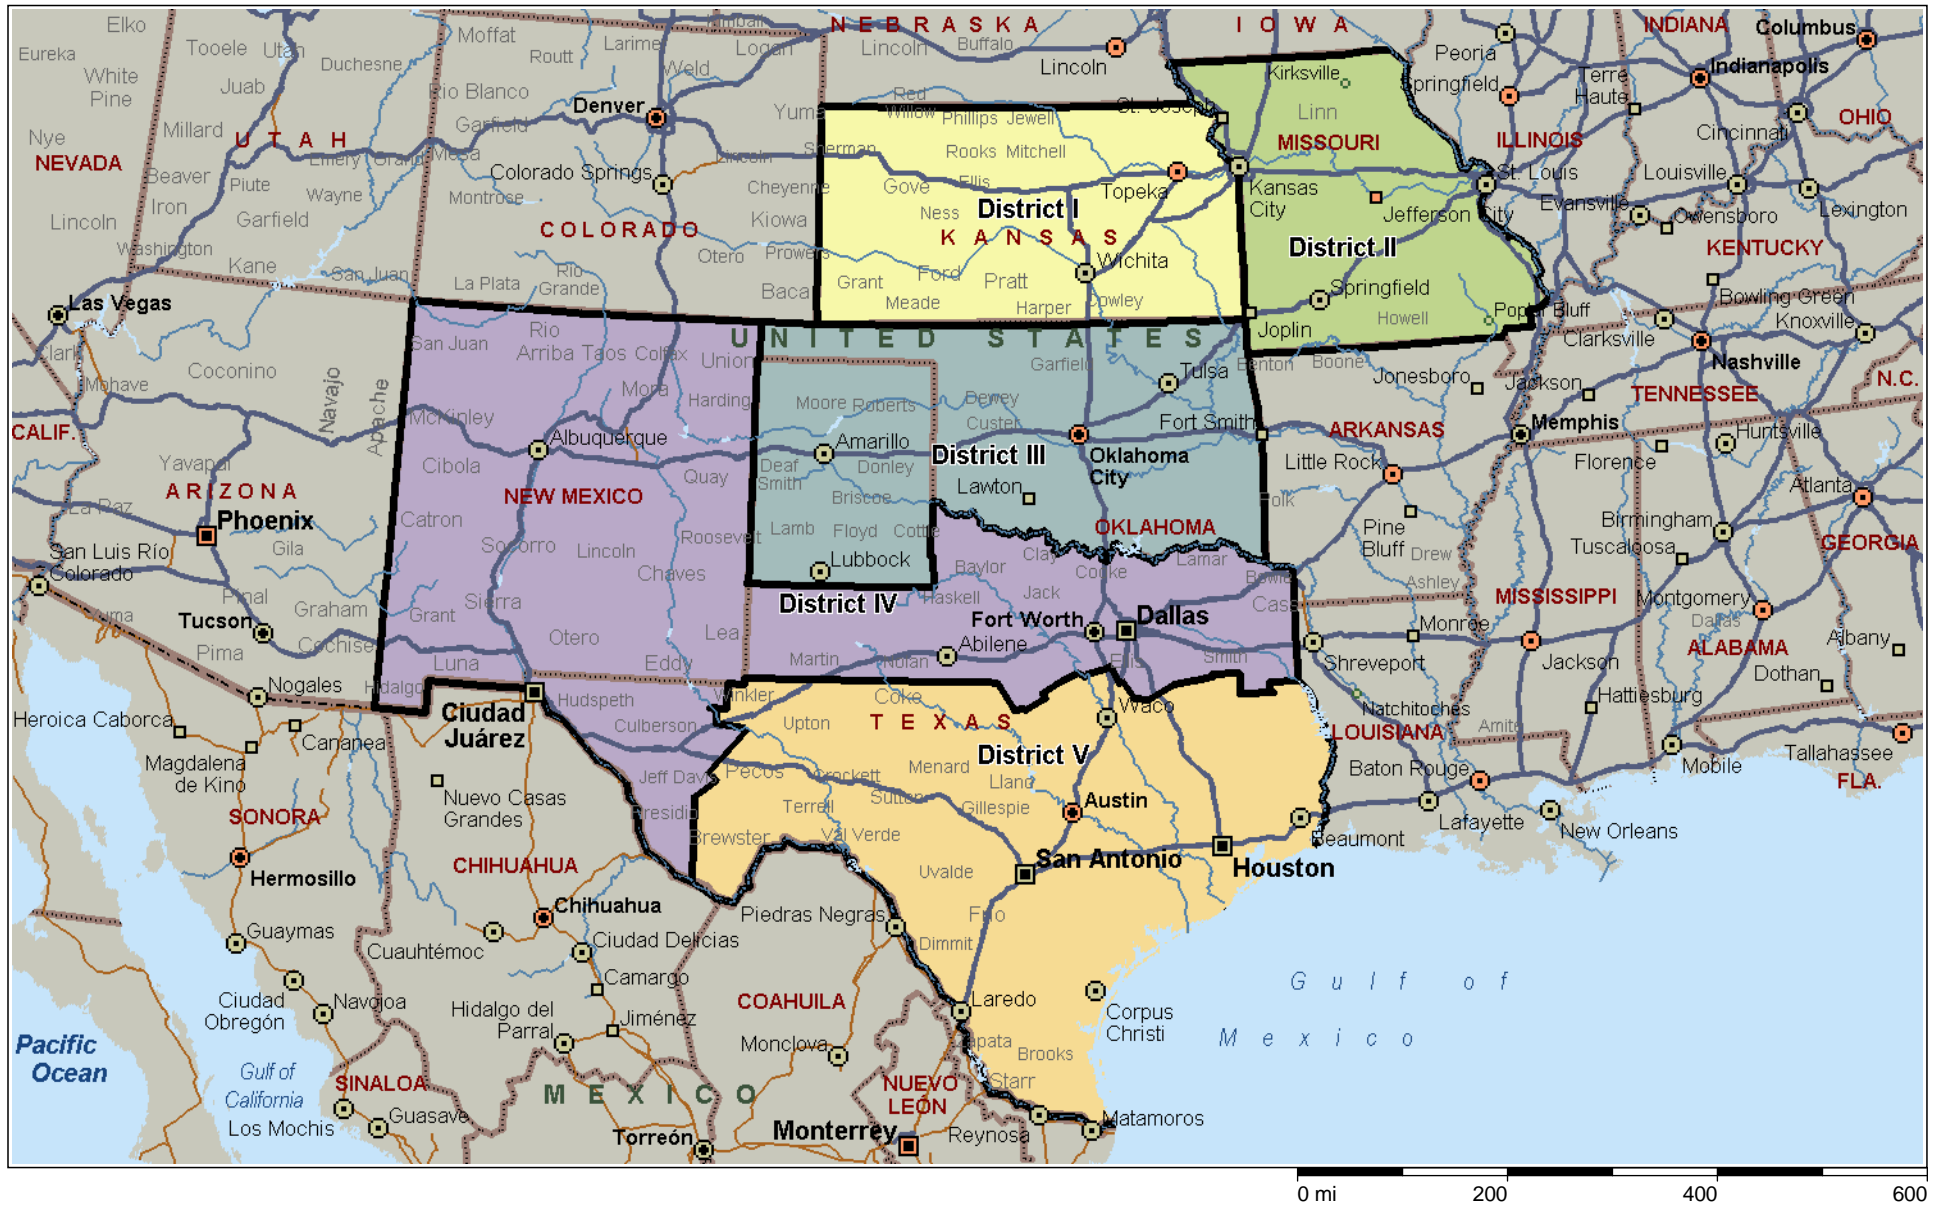 NEBRASKA
IOWA
INDIANA
Columbus
Elko
Moffat
Kimball
Eureka
Tooele
Utah
Routt
Larimer
Logan
Lincoln
Buffalo
Lincoln
Peoria
Indianapolis
White
Pine
Juab
Duchesne
Weld
Springfield
Terre
Haute
Kirksville
Rio Blanco
Denver
Yuma
Red
Willow
Phillips
Jewell
St. Joseph
Linn
OHIO
Nye
Millard
UTAH
Garfield
MISSOURI
ILLINOIS
Cincinnati
NEVADA
Emery
Grand
Mesa
Lincoln
Sherman
Rooks
Mitchell
Beaver
Piute
Wayne
Colorado Springs
Cheyenne
Gove
Ellis
Topeka
Kansas
City
St. Louis
Louisville
Iron
Montrose
Ness
District I
Jefferson City
Evansville
Owensboro
Lexington
Lincoln
Garfield
COLORADO
Kiowa
KANSAS
District II
KENTUCKY
Washington
Kane
San Juan
Otero
Prowers
Wichita
La Plata
Rio
Grande
Baca
Grant
Ford
Pratt
Meade
Harper
Cowley
Springfield
Bowling Green
Las Vegas
Joplin
Howell
Poplar Bluff
Knoxville
UNITED STATES
Clark
San Juan
Rio
Arriba
Taos
Colfax
Union
Garfield
Benton
Boone
Clarksville
Nashville
Coconino
Mohave
Navajo
Apache
Mora
Harding
Moore
Roberts
Dewey
Tulsa
Jonesboro
Jackson
TENNESSEE
N.C.
CALIF.
McKinley
Albuquerque
Amarillo
Custer
Fort Smith
ARKANSAS
Memphis
Huntsville
Yavapai
Cibola
Quay
Deaf
Smith
Donley
District III
Oklahoma
City
Little Rock
Florence
ARIZONA
La Paz
NEW MEXICO
Briscoe
Lawton
Polk
Atlanta
Phoenix
Catron
Roosevelt
Lamb
Floyd
Cottle
OKLAHOMA
Pine
Bluff
Birmingham
San Luis Río
Colorado
Gila
Socorro
Lincoln
Lubbock
Clay
Lamar
Drew
Tuscaloosa
GEORGIA
Yuma
Pinal
Graham
Grant
Sierra
Chaves
Baylor
Cooke
Bowie
Ashley
MISSISSIPPI
Montgomery
Tucson
Cochise
Otero
Lea
District IV
Haskell
Jack
Cass
Dallas
Fort Worth
Dallas
Monroe
Pima
Luna
Eddy
Martin
Nolan
Abilene
Ellis
Smith
Shreveport
Jackson
ALABAMA
Albany
Nogales
Hidalgo
Hudspeth
Winkler
Coke
Waco
Natchitoches
Hattiesburg
Dothan
Heroica Caborca
Cananea
Ciudad
Juárez
Culberson
Upton
TEXAS
LOUISIANA
Amite
Magdalena
de Kino
Jeff Davis
Pecos
Crockett
Menard
District V
Llano
Baton Rouge
Mobile
Tallahassee
FLA.
Nuevo Casas
Grandes
SONORA
Presidio
Terrell
Sutton
Gillespie
Austin
Lafayette
New Orleans
CHIHUAHUA
Brewster
Val Verde
Beaumont
Hermosillo
Uvalde
San Antonio
Houston
Chihuahua
Piedras Negras
Frio
Guaymas
Cuauhtémoc
Ciudad Delicias
Dimmit
Camargo
Gulf of
Mexico
Ciudad
Obregón
Navojoa
Hidalgo del
Parral
Jiménez
COAHUILA
Laredo
Corpus
Christi
Pacific
Ocean
Monclova
Zapata
Brooks
Gulf of
California
SINALOA
MEXICO
NUEVO
LEÓN
Starr
Los Mochis
Guasave
Torreón
Monterrey
Reynosa
Matamoros
0 mi
200
400
600